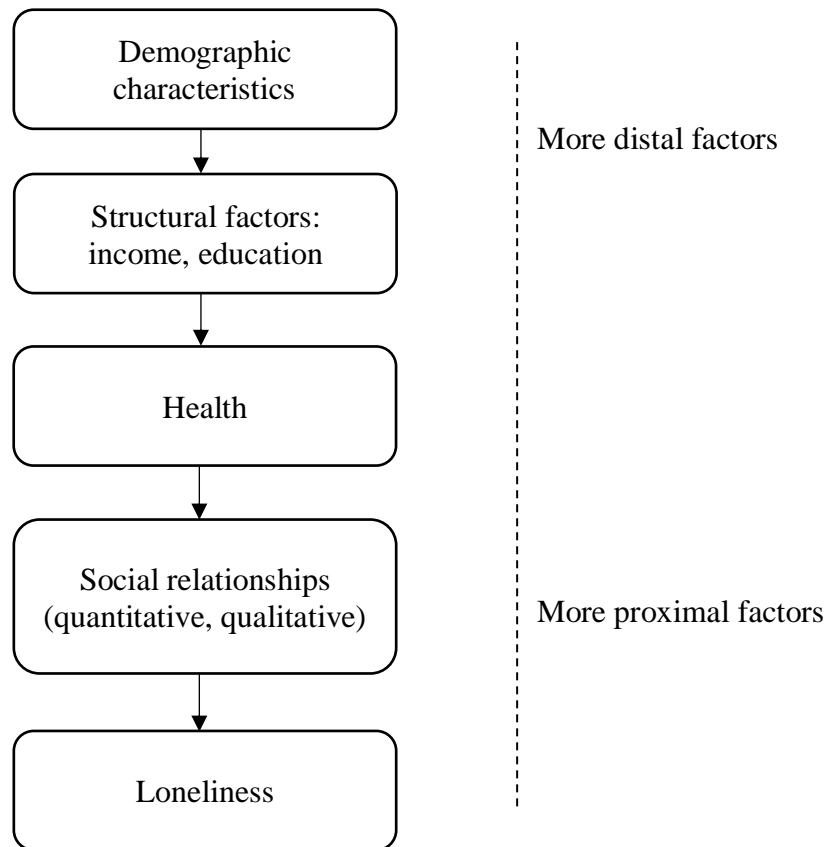 Demographic
characteristics
More distal factors
Structural factors:
income, education
Health
Social relationships
(quantitative, qualitative)
More proximal factors
Loneliness